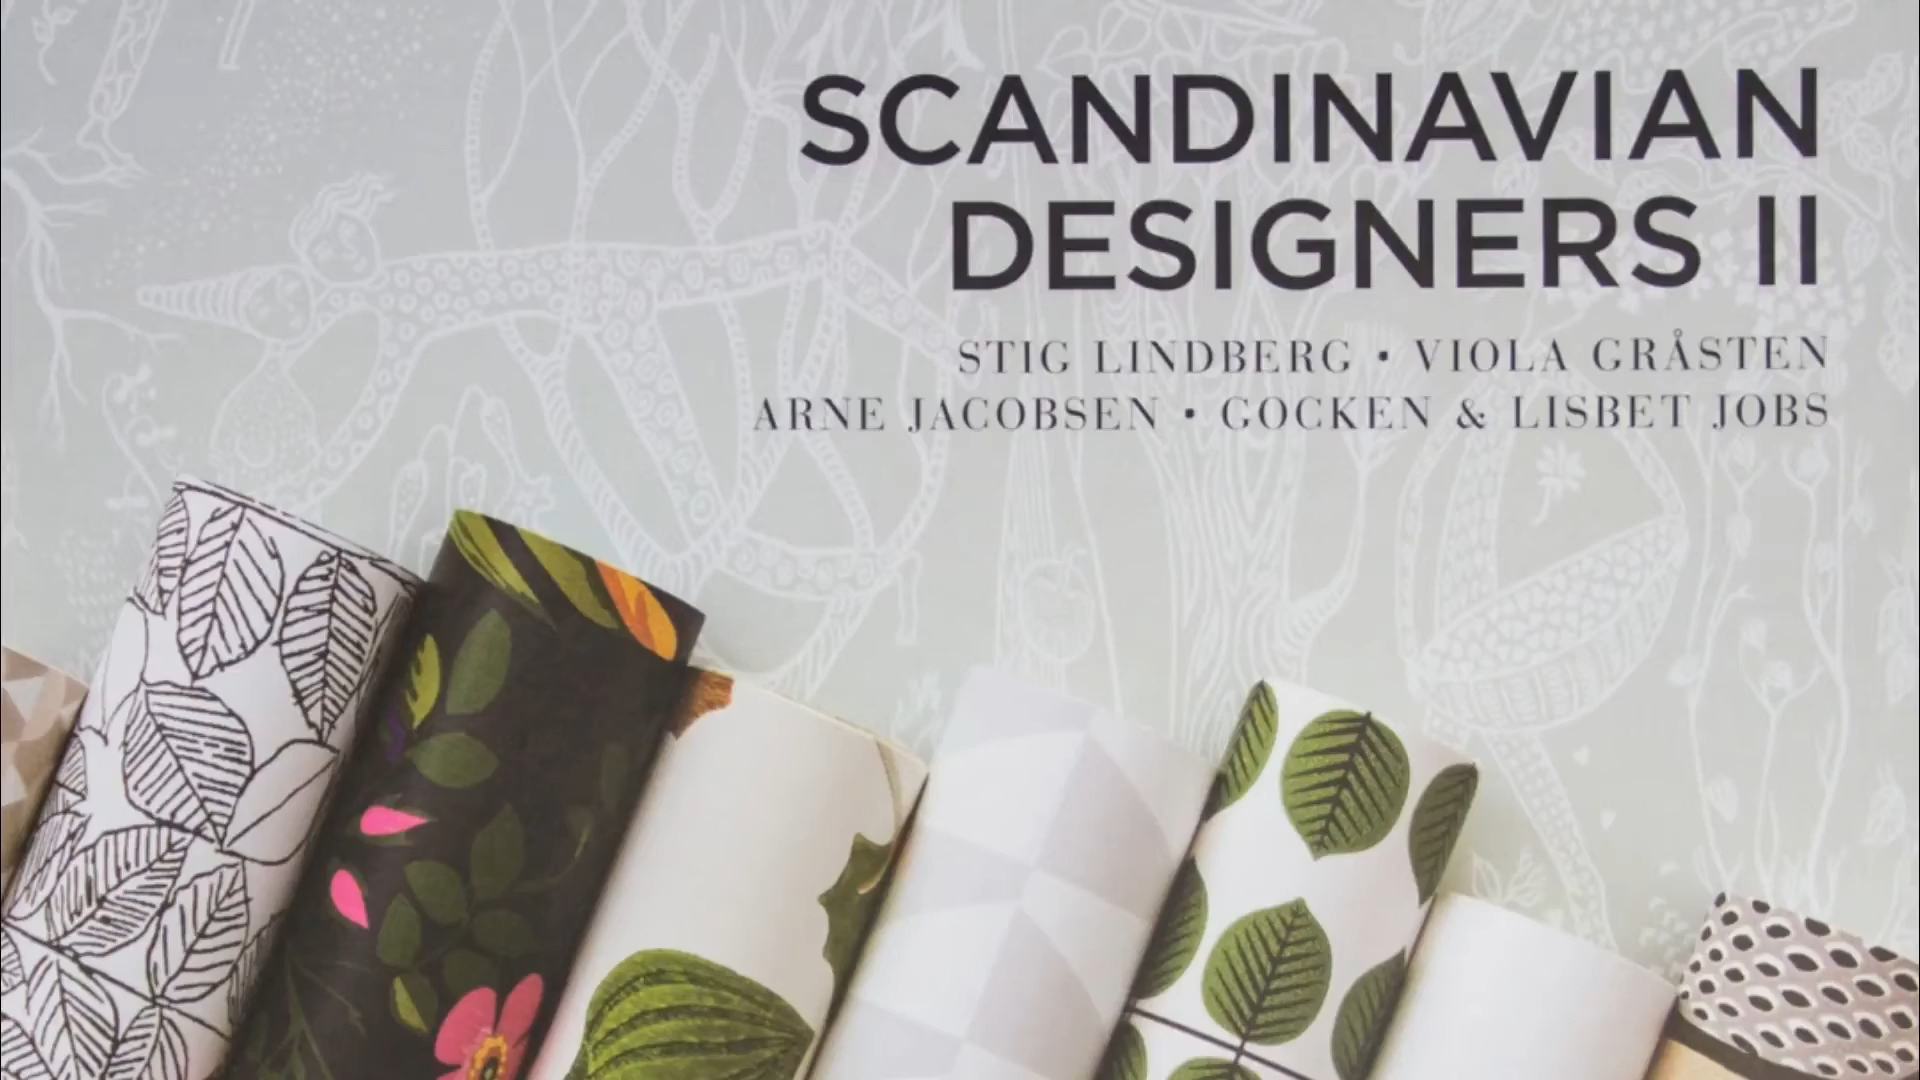 SCANDINAVIAN
DESIGNERS II
STIG LINDBERG • VIOLA GRÅSTEN
ARNE JACOBSEN • GOCKEN & LISBET JOBS